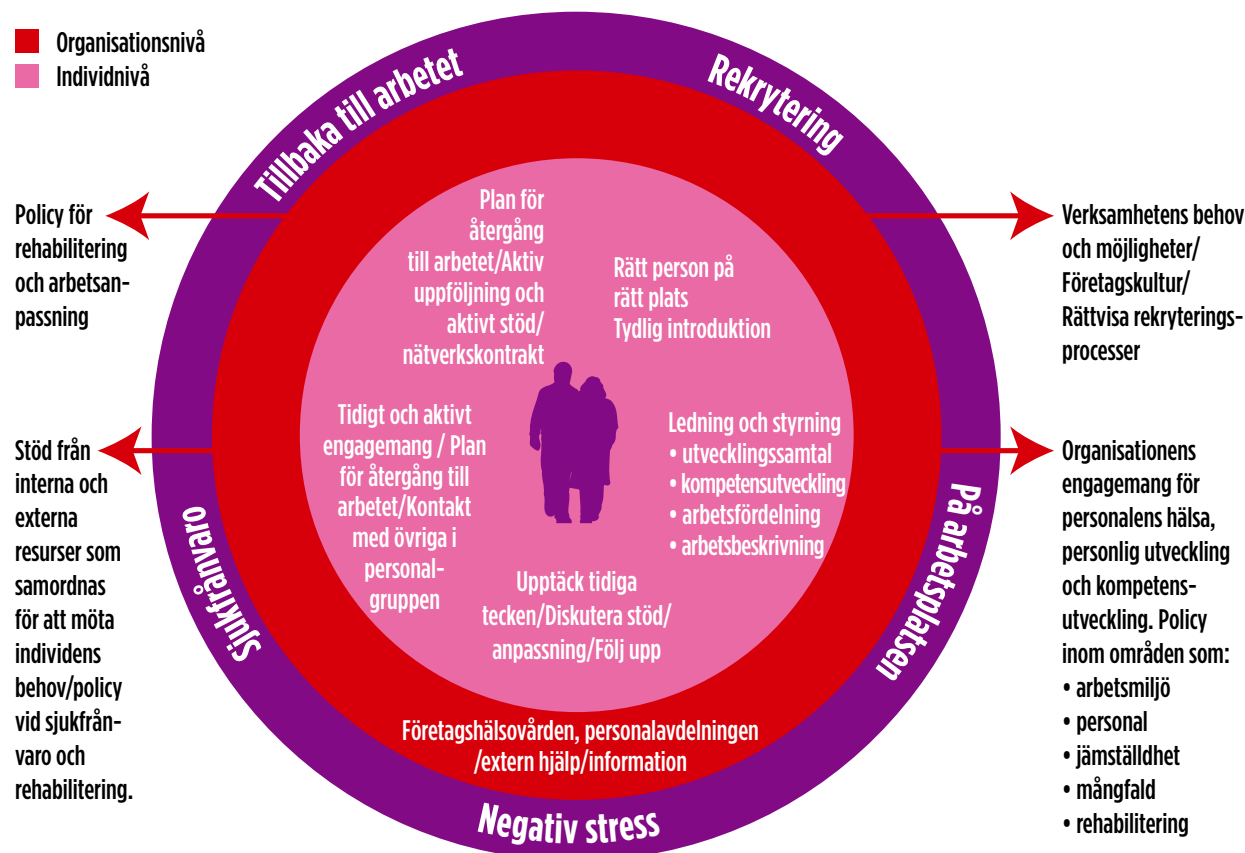 Organisationsnivå
Individnivå
Tillbaka till arbetet
Rekrytering
På arbetsplatsen
Negativ stress
Sjukfrånvaro
Policy för
rehabilitering
och arbetsan-
passning
Stöd från
interna och
externa
resurser som
samordnas
för att möta
individens
behov/policy
vid sjukfrån-
varo och
rehabilitering.
Plan för
återgång
till arbetet/Aktiv
uppföljning och
aktivt stöd/
nätverkskontrakt
Rätt person på
rätt plats
Tydlig introduktion
Tidigt och aktivt
engagemang / Plan
för återgång till
arbetet/Kontakt
med övriga i
personal-
gruppen
Ledning och styrning
• utvecklingssamtal
• kompetensutveckling
• arbetsfördelning
• arbetsbeskrivning
Upptäck tidiga
tecken/Diskutera stöd/
anpassning/Följ upp
Företagshälsovården, personalavdelningen
/extern hjälp/information
Verksamhetens behov
och möjligheter/
Företagskultur/
Rättvisa rekryterings-
processer
Organisationens
engagemang för
personalens hälsa,
personlig utveckling
och kompetens-
utveckling. Policy
inom områden som:
• arbetsmiljö
• personal
• jämställdhet
• mångfald
• rehabilitering